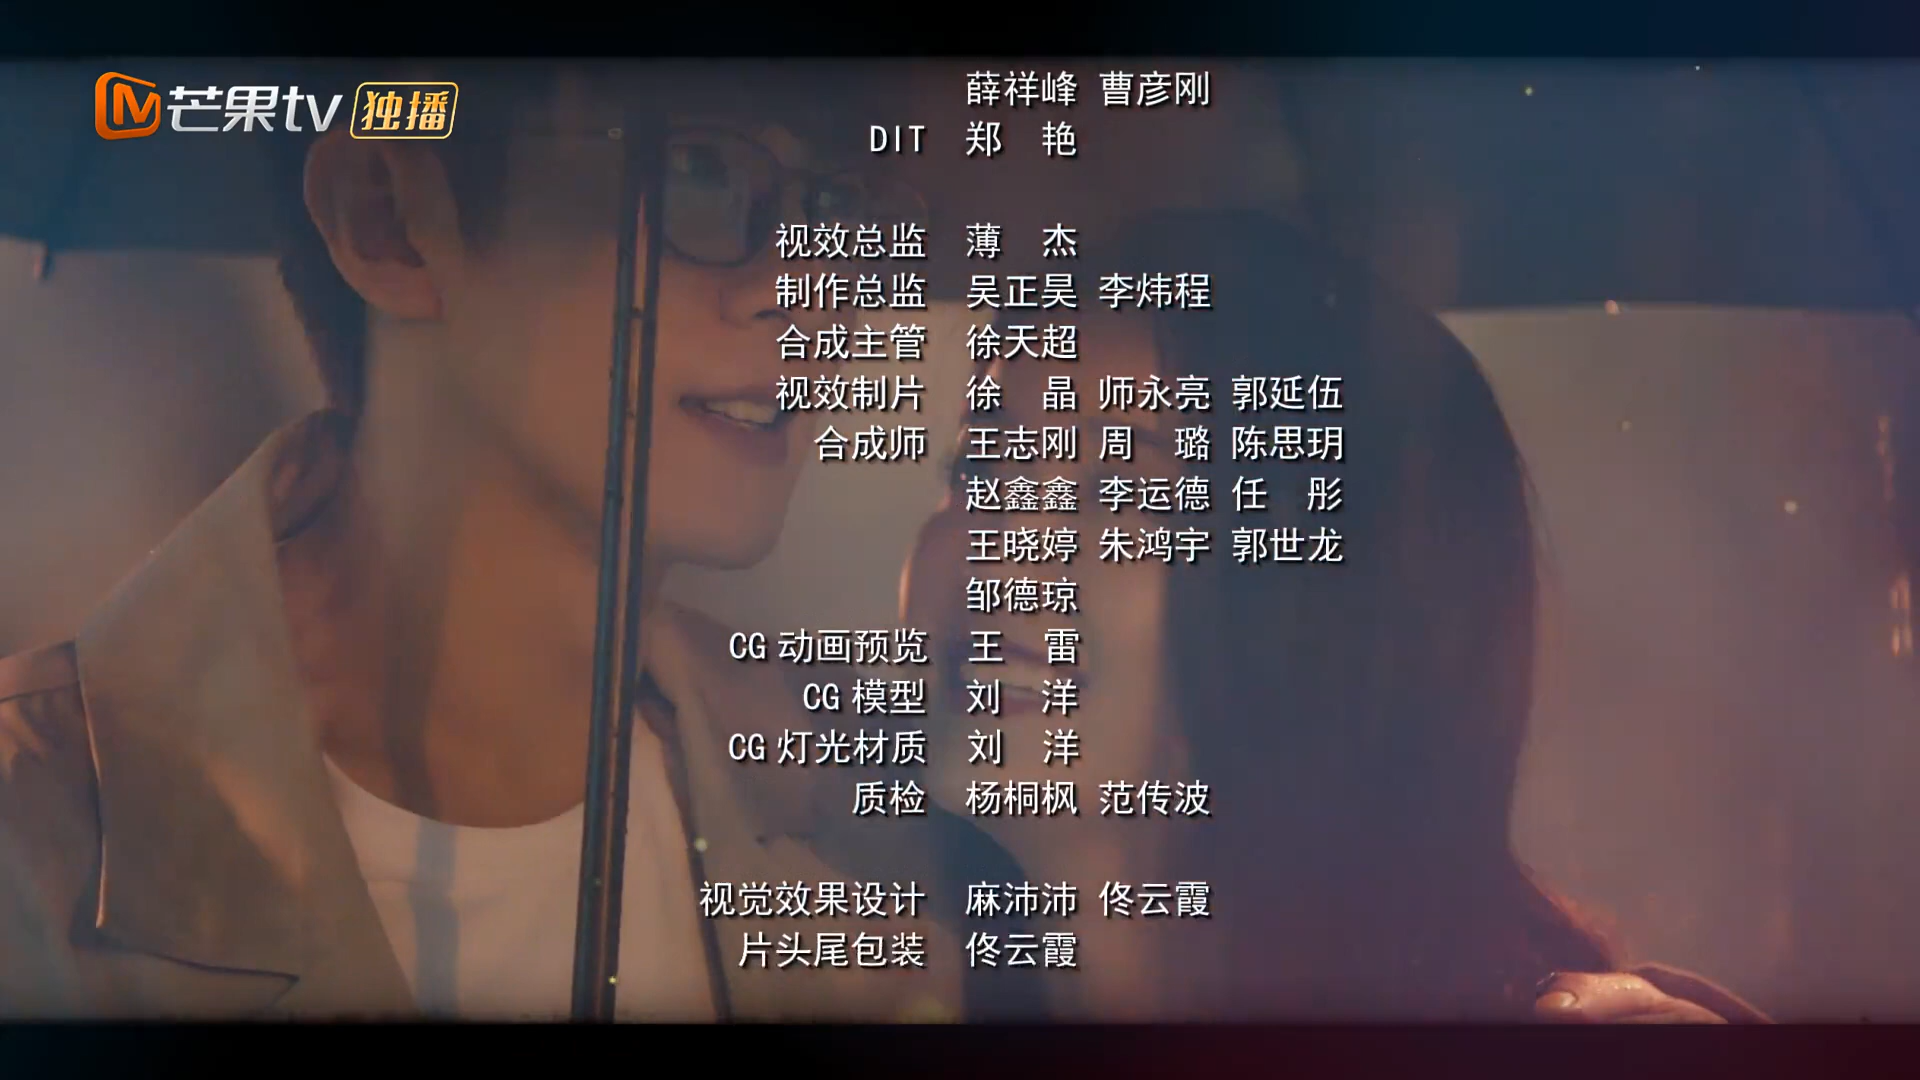 芒果tv 独播
薛祥峰 曹彦刚
DIT 郑 艳
视效总监 薄 杰
制作总监 吴正昊 李炜程
合成主管 徐天超
视效制片 徐 晶 师永亮 郭延伍
合成师 王志刚 周 璐 陈思玥
赵鑫鑫 李运德 任 彤
王晓婷 朱鸿宇 郭世龙
邹德琼
CG 动画预览 王 雷
CG 模型 刘 洋
CG 灯光材质 刘 洋
质检 杨桐枫 范传波
视觉效果设计 麻沛沛 佟云霞
片头尾包装 佟云霞